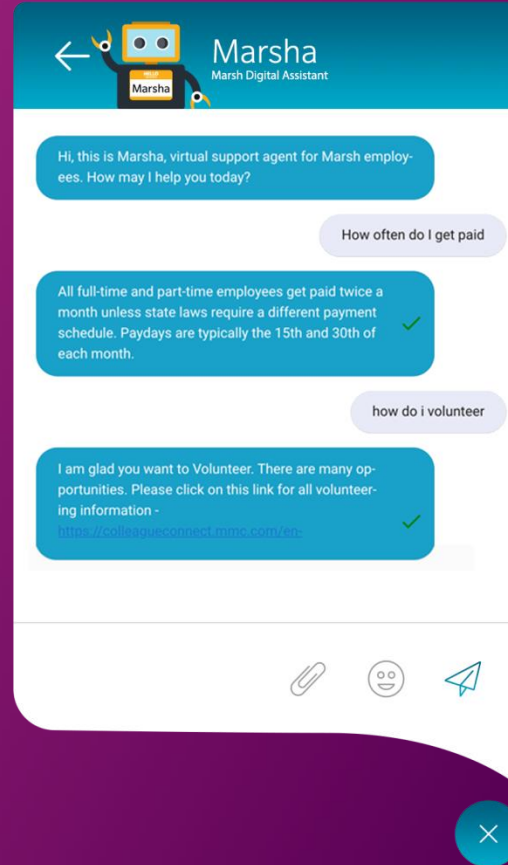 HELLO
Marsha
Marsha
Marsh Digital Assistant
Hi, this is Marsha, virtual support agent for Marsh employ-
ees. How may I help you today?
How often do I get paid
All full-time and part-time employees get paid twice a
month unless state laws require a different payment
schedule. Paydays are typically the 15th and 30th of
each month.
how do i volunteer
I am glad you want to Volunteer. There are many op-
portunities. Please click on this link for all volunteer-
ing information -
https://colleagueconnect.mmc.com/en-